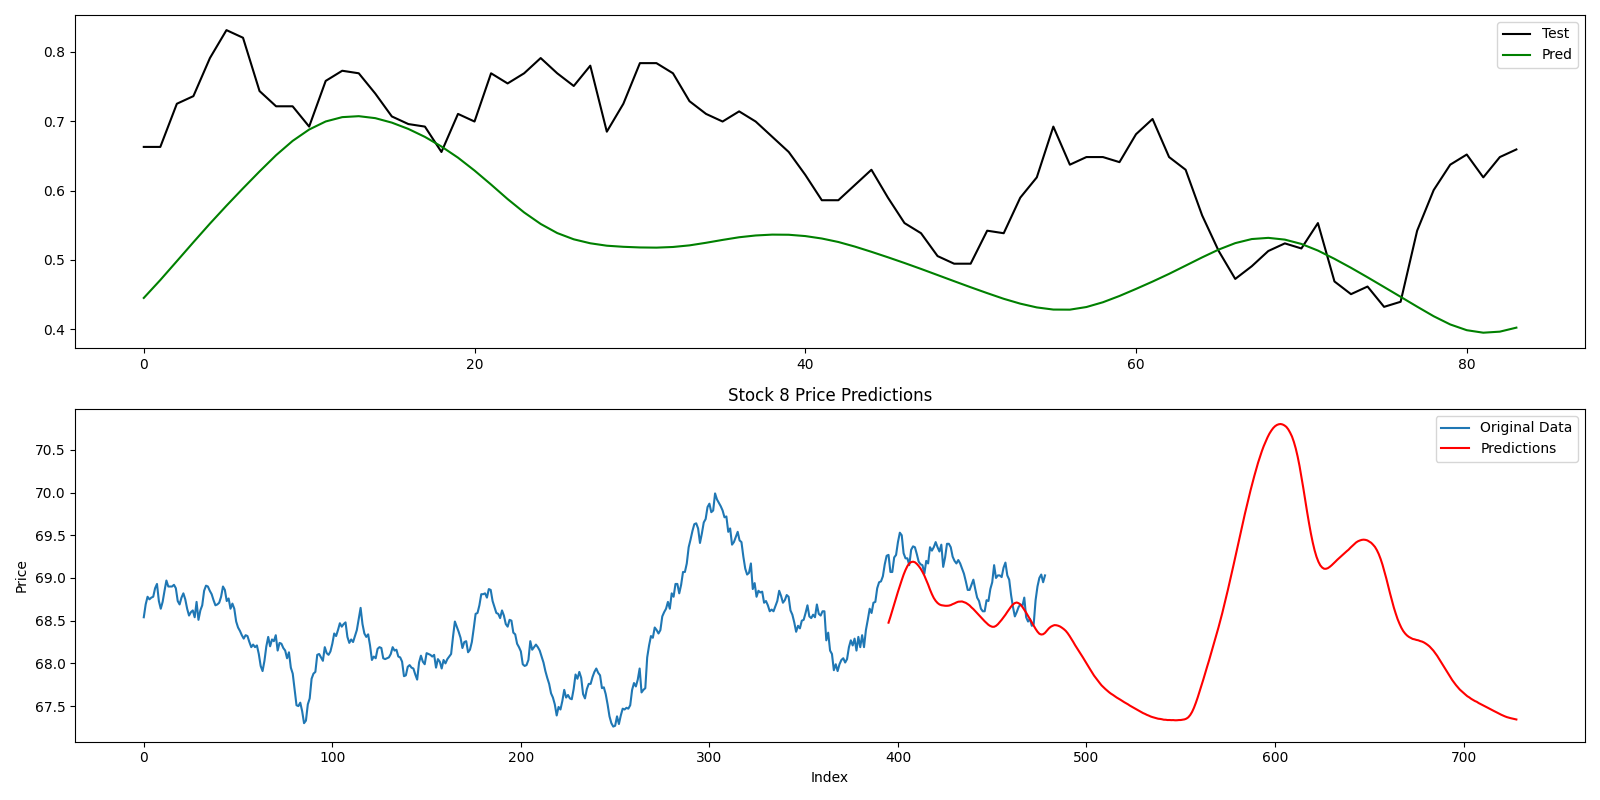 0.8
0.7
0.6
0.5
0.4
Test
Pred
0 20 40 60 80
Stock 8 Price Predictions
Price
70.5
70.0
69.5
69.0
68.5
68.0
67.5
Original Data
Predictions
0 100 200 300 400 500 600 700
Index